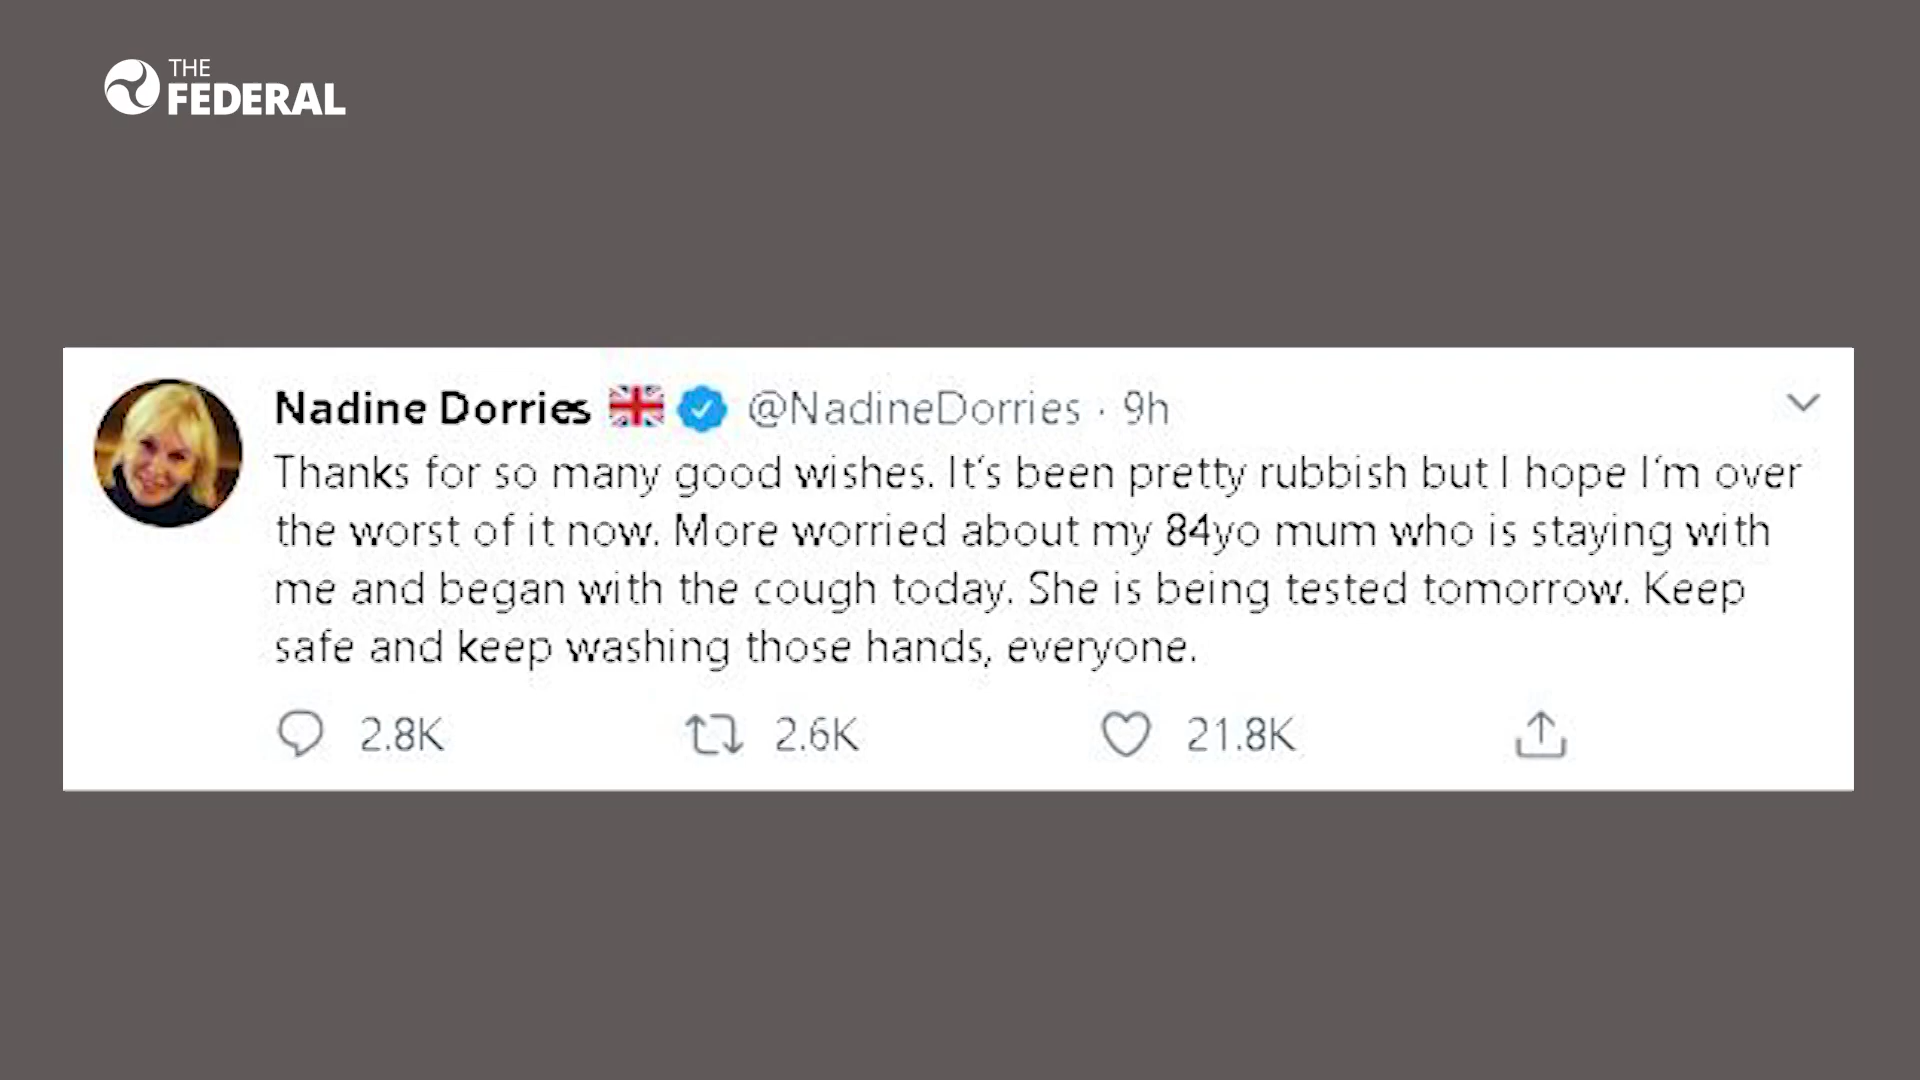 THE
FEDERAL
Nadine Dorries @NadineDorries · 9h
Thanks for so many good wishes. It's been pretty rubbish but I hope I'm over
the worst of it now. More worried about my 84yo mum who is staying with
me and began with the cough today. She is being tested tomorrow. Keep
safe and keep washing those hands, everyone.
2.8K 2.6K 21.8K